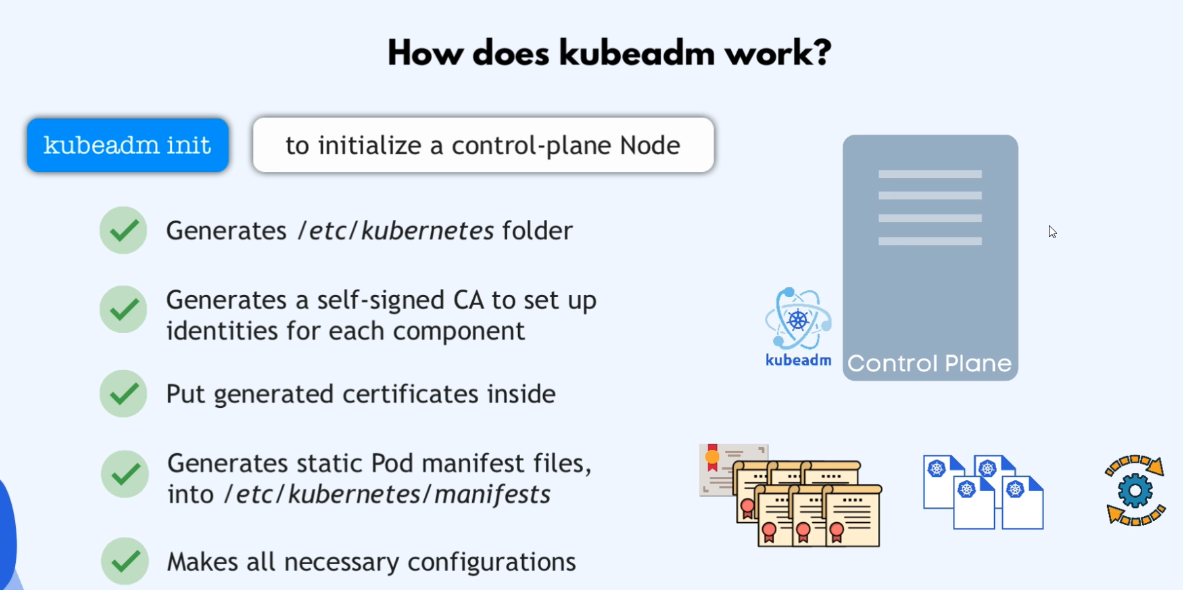 How does kubeadm work?
kubeadm init
to initialize a control-plane Node
Generates /etc/kubernetes folder
Generates a self-signed CA to set up
identities for each component
Put generated certificates inside
Generates static Pod manifest files,
into /etc/kubernetes/manifests
Makes all necessary configurations
kubeadm
Control Plane